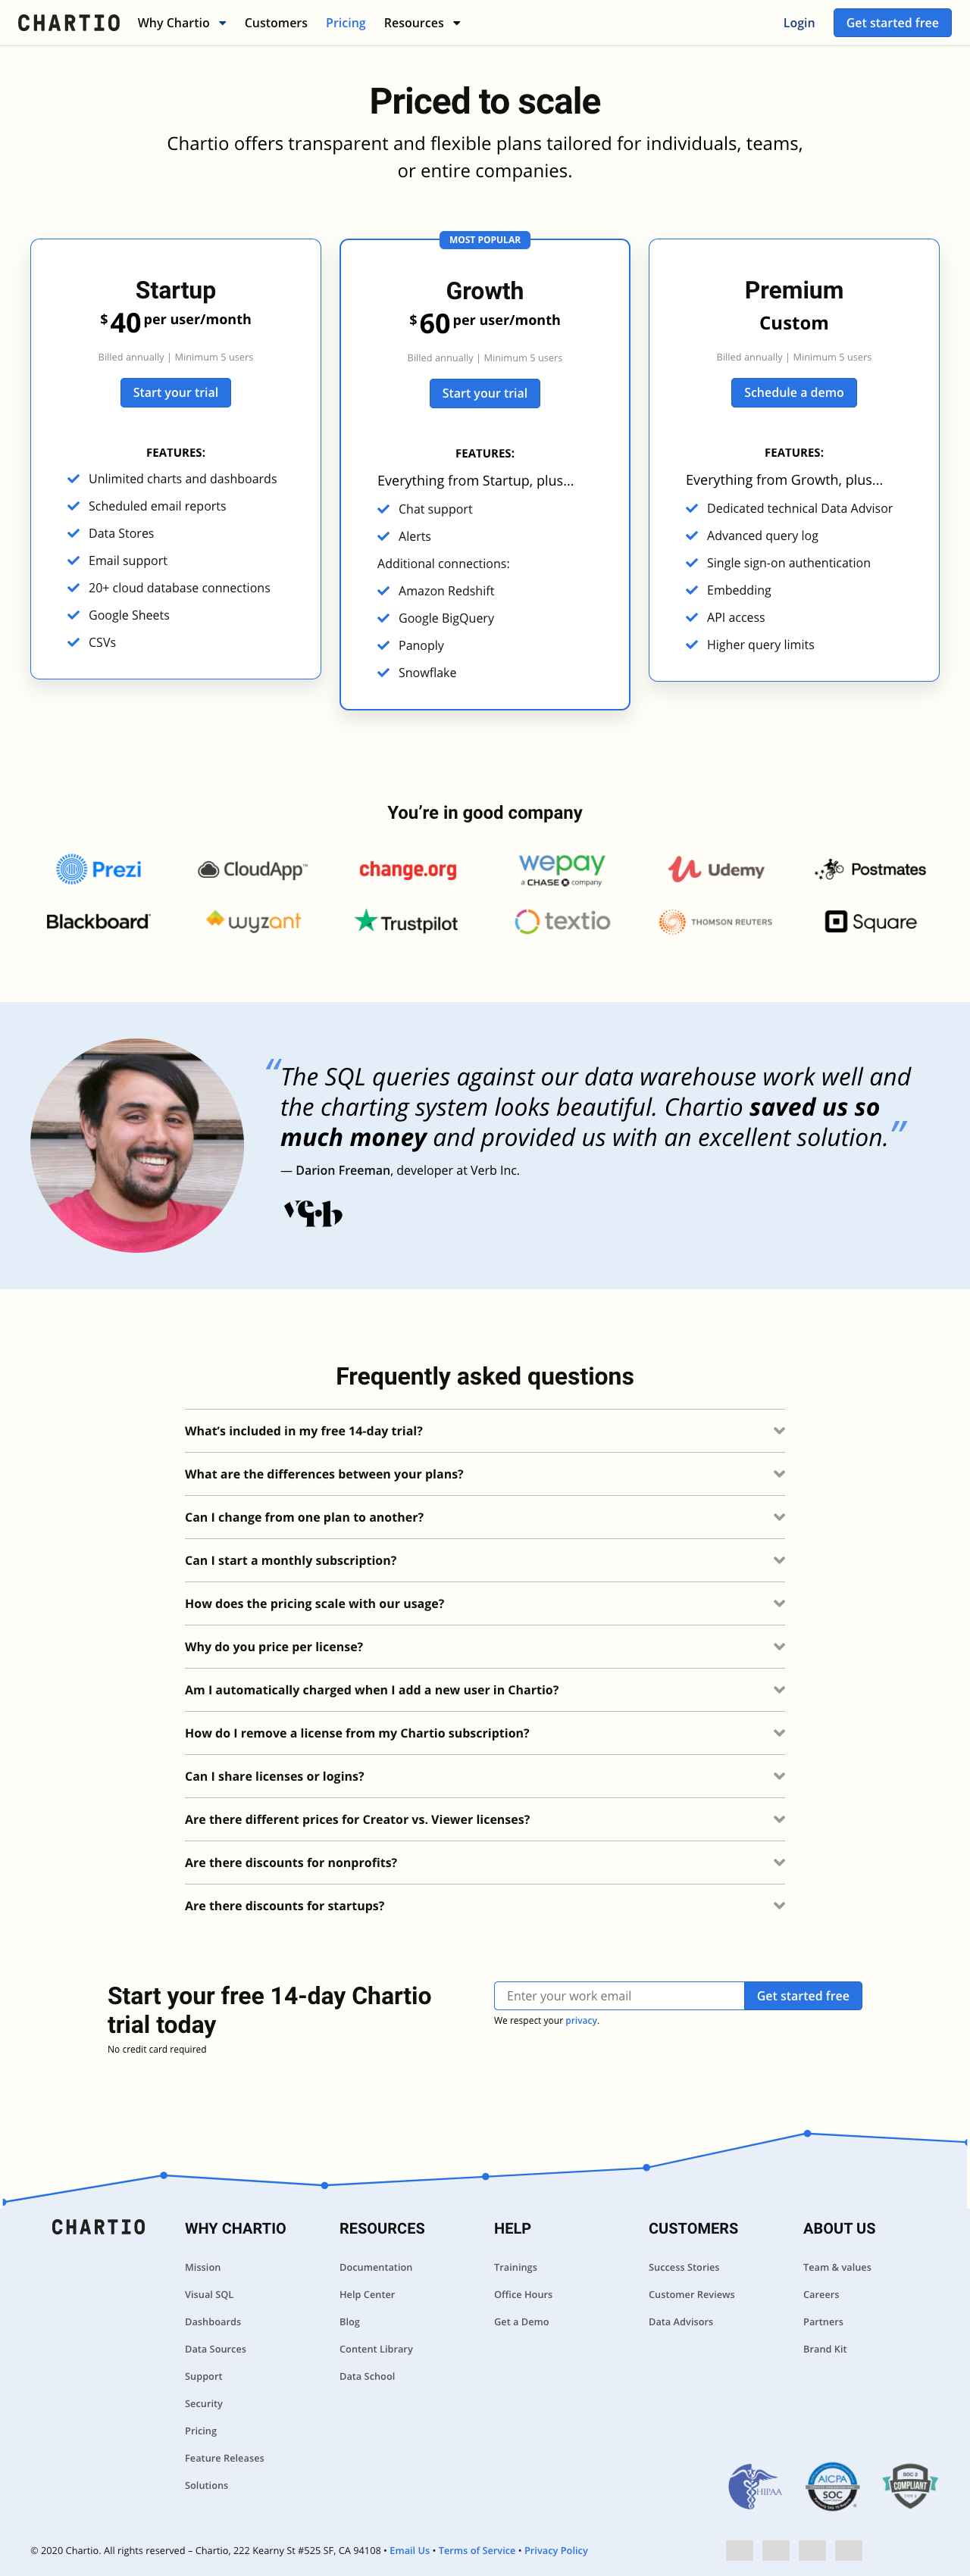 CHARTIO Why Chartio Customers Pricing Resources Login Get started free
Priced to scale
Chartio offers transparent and flexible plans tailored for individuals, teams,
or entire companies.
Startup
$40 per user/month
Billed annually | Minimum 5 users
Start your trial
FEATURES:
Unlimited charts and dashboards
Scheduled email reports
Data Stores
Email support
20+ cloud database connections
Google Sheets
CSVs
MOST POPULAR
Growth
$60 per user/month
Billed annually | Minimum 5 users
Start your trial
FEATURES:
Everything from Startup, plus...
Chat support
Alerts
Additional connections:
Amazon Redshift
Google BigQuery
Panoply
Snowflake
Premium
Custom
Billed annually | Minimum 5 users
Schedule a demo
FEATURES:
Everything from Growth, plus...
Dedicated technical Data Advisor
Advanced query log
Single sign-on authentication
Embedding
API access
Higher query limits
You’re in good company
Prezi CloudApp™ change.org wepay a CHASE company Udemy Postmates
Blackboard wyzant Trustpilot textio THOMSON REUTERS Square
“The SQL queries against our data warehouse work well and
the charting system looks beautiful. Chartio saved us so
much money and provided us with an excellent solution.”
— Darion Freeman, developer at Verb Inc.
verb
Frequently asked questions
What’s included in my free 14-day trial?
What are the differences between your plans?
Can I change from one plan to another?
Can I start a monthly subscription?
How does the pricing scale with our usage?
Why do you price per license?
Am I automatically charged when I add a new user in Chartio?
How do I remove a license from my Chartio subscription?
Can I share licenses or logins?
Are there different prices for Creator vs. Viewer licenses?
Are there discounts for nonprofits?
Are there discounts for startups?
Start your free 14-day Chartio
trial today
No credit card required
Enter your work email Get started free
We respect your privacy.
CHARTIO
WHY CHARTIO
Mission
Visual SQL
Dashboards
Data Sources
Support
Security
Pricing
Feature Releases
Solutions
RESOURCES
Documentation
Help Center
Blog
Content Library
Data School
HELP
Trainings
Office Hours
Get a Demo
CUSTOMERS
Success Stories
Customer Reviews
Data Advisors
ABOUT US
Team & values
Careers
Partners
Brand Kit
HIPAA
AICPA
SOC
SOC 2
COMPLIANT
© 2020 Chartio. All rights reserved – Chartio, 222 Kearny St #525 SF, CA 94108 • Email Us • Terms of Service • Privacy Policy